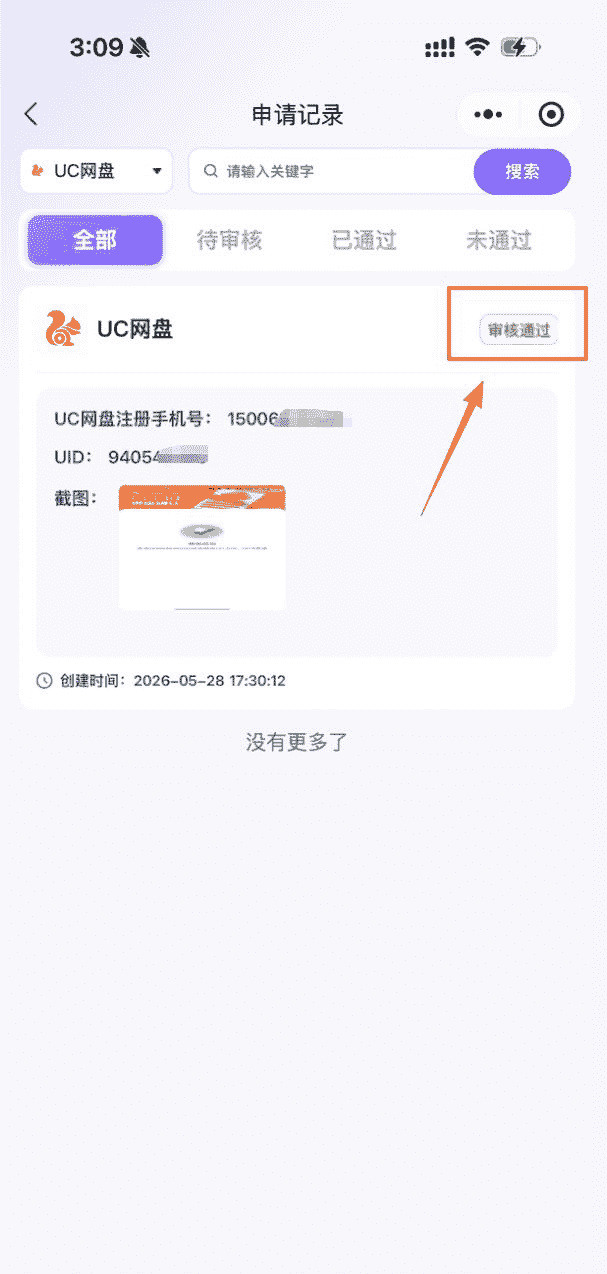 3:09
申请记录
UC网盘
请输入关键字
搜索
全部
待审核
已通过
未通过
UC网盘
审核通过
UC网盘注册手机号： 15006
UID： 94054
截图：
创建时间：2026-05-28 17:30:12
没有更多了